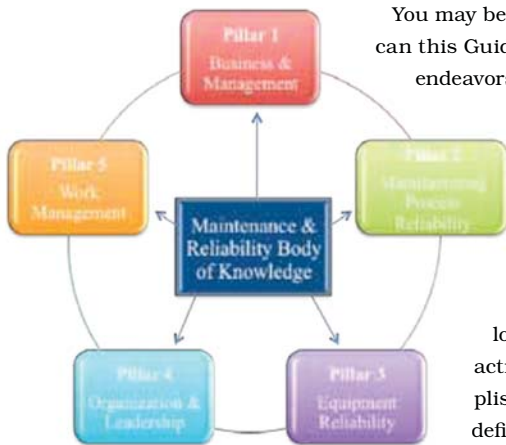 You may be
can this Guid
endeavors
Pillar 1
Business &
Management
Pillar 5
Work
Management
Pillar 2
Manufacturing
Process
Reliability
Maintenance &
Reliability Body
of Knowledge
lo
acti
plis
defi
Pillar 4
Organization &
Leadership
Pillar 3
Equipment
Reliability